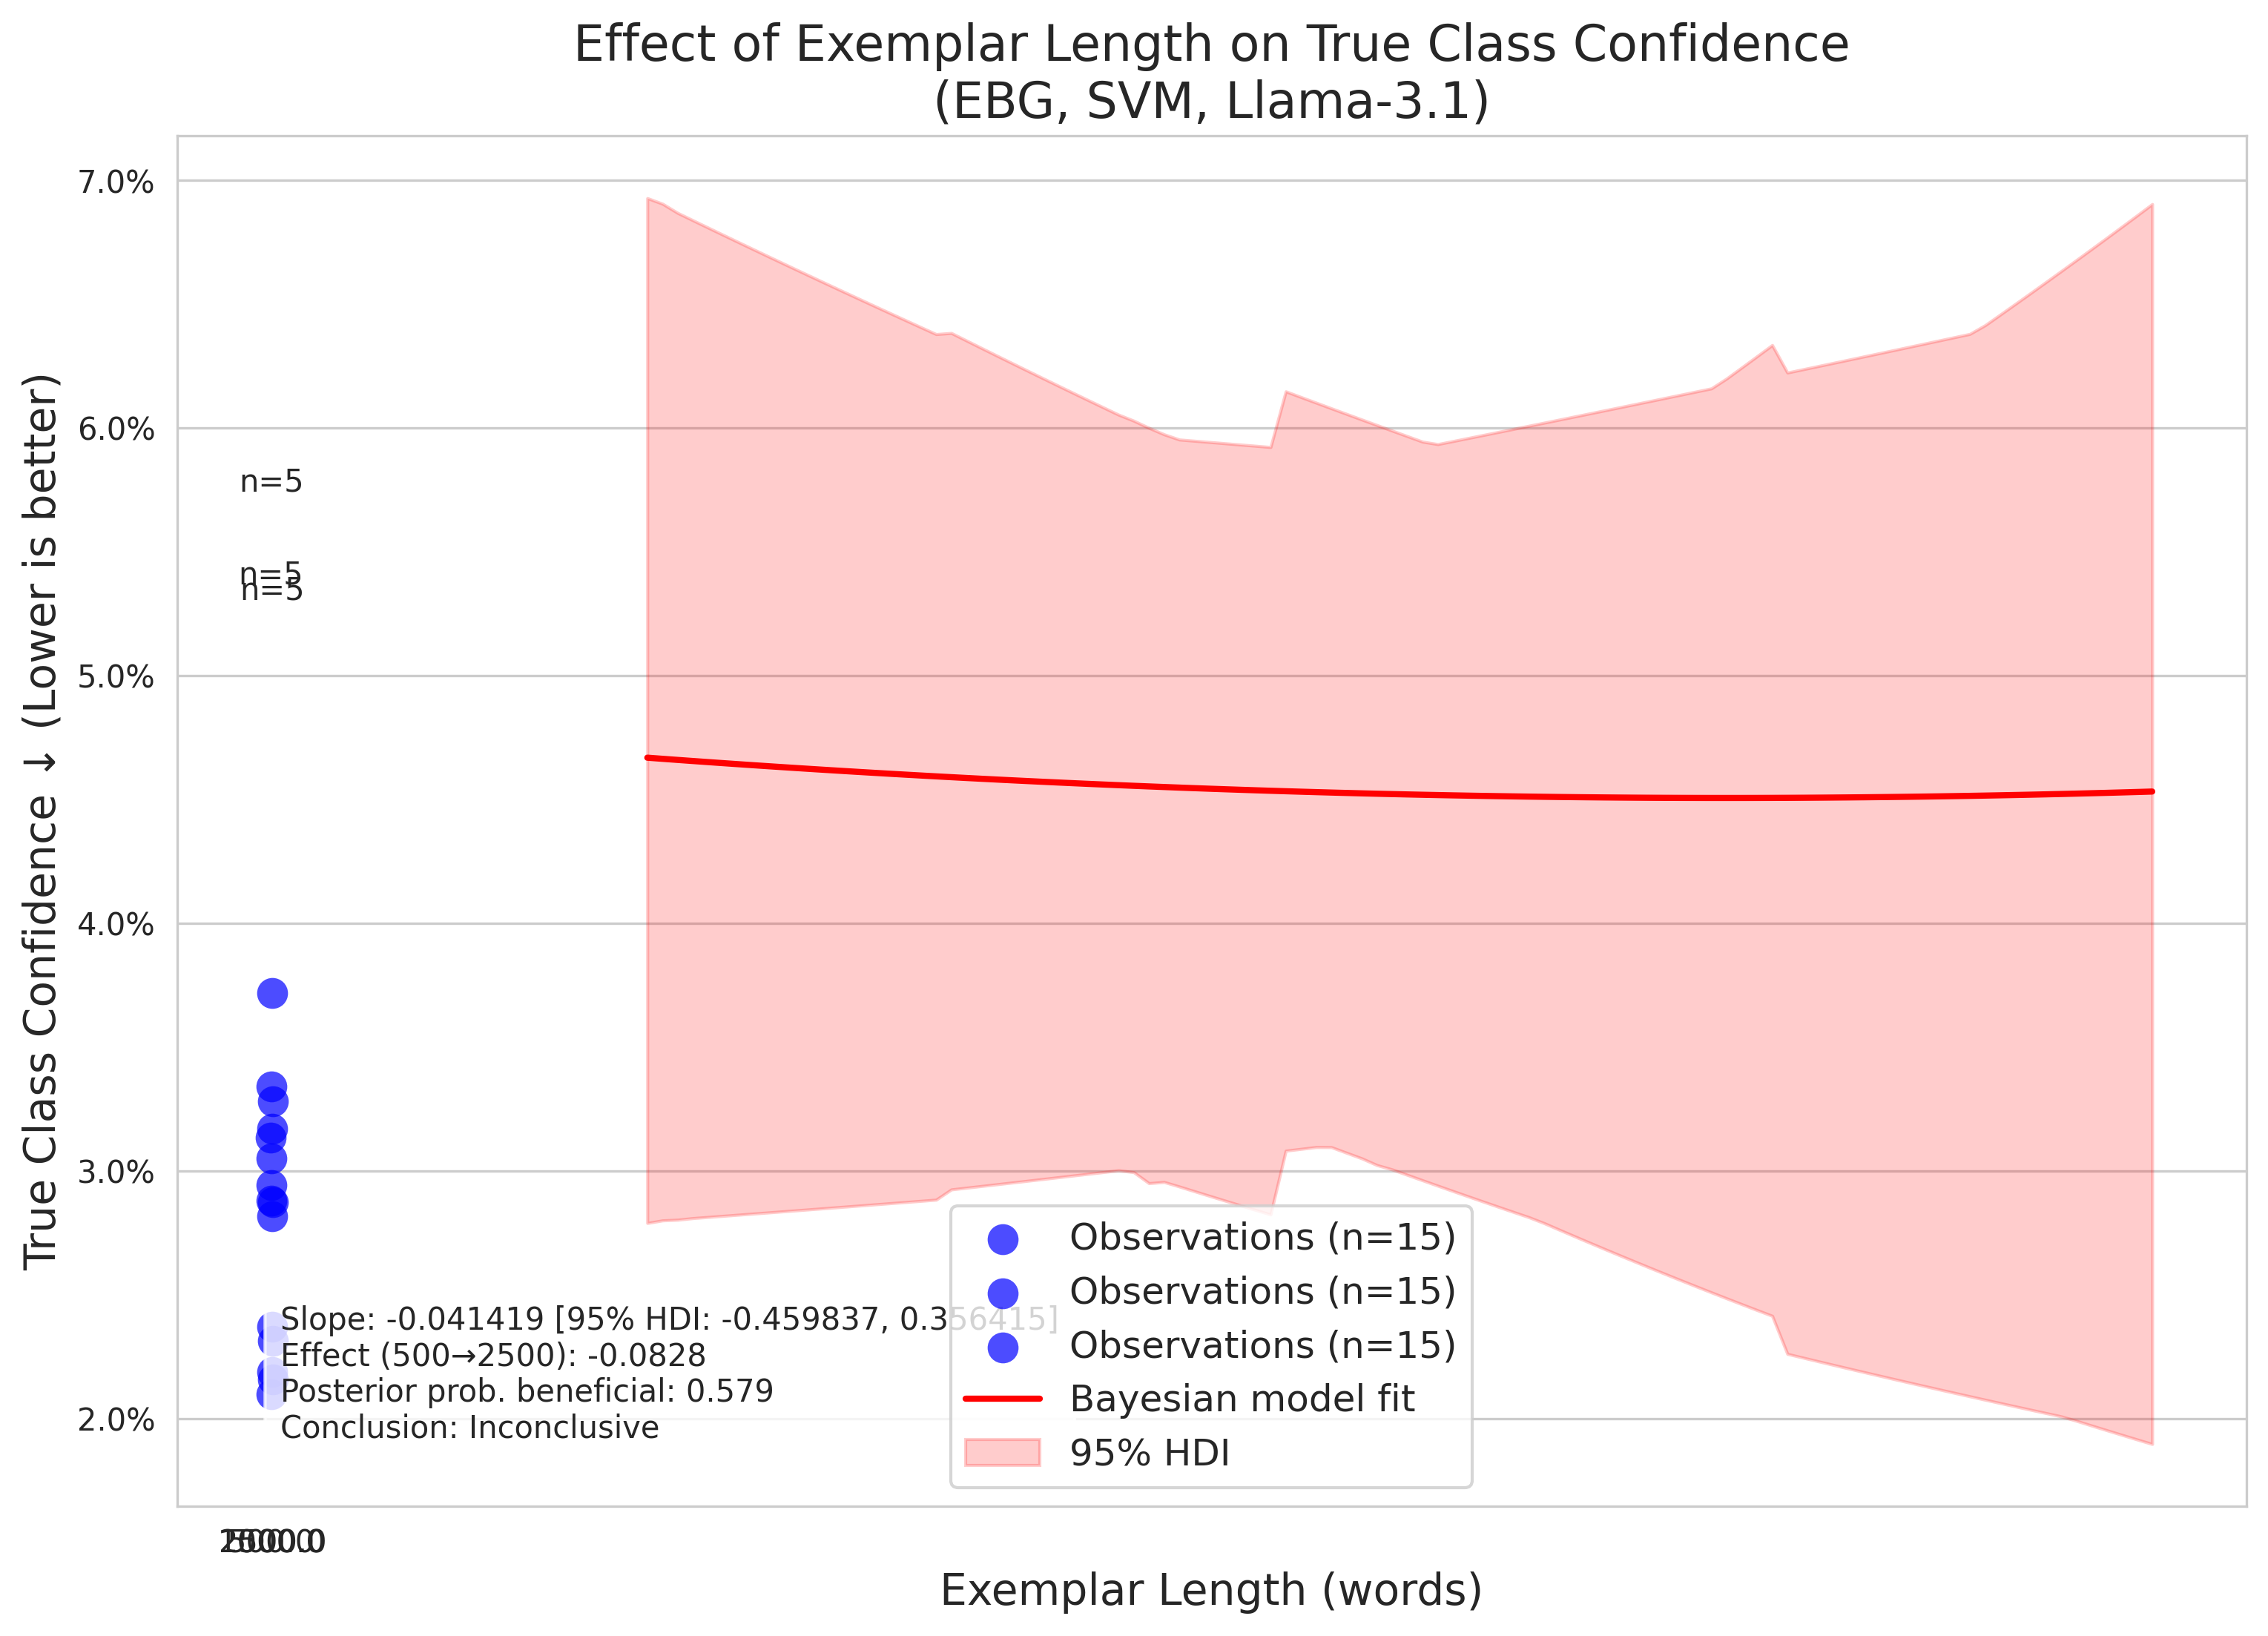 Effect of Exemplar Length on True Class Confidence
(EBG, SVM, Llama-3.1)
True Class Confidence ↓ (Lower is better)
7.0%
6.0%
5.0%
4.0%
3.0%
2.0%
n=5
n=5
n=5
Slope: -0.041419 [95% HDI: -0.459837, 0.356415]
Effect (500→2500): -0.0828
Posterior prob. beneficial: 0.579
Conclusion: Inconclusive
Observations (n=15)
Observations (n=15)
Observations (n=15)
Bayesian model fit
95% HDI
Exemplar Length (words)